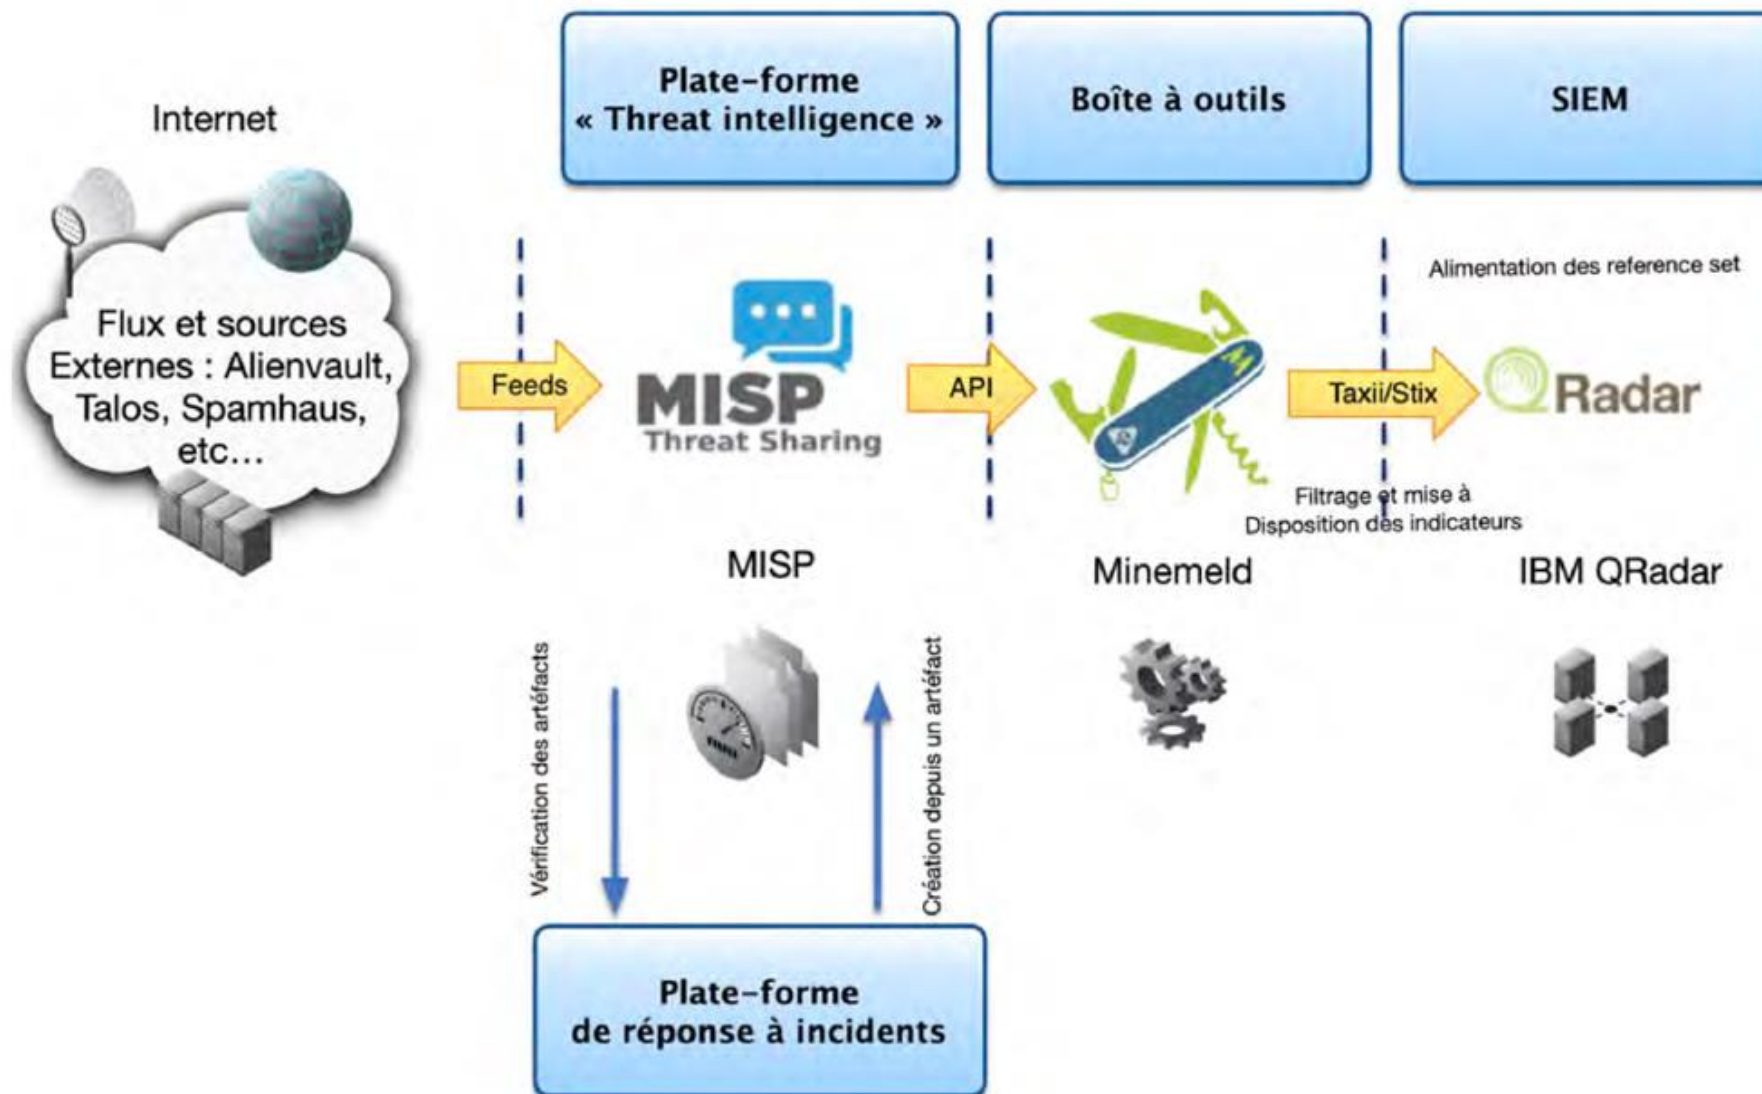 Plate-forme
« Threat intelligence »
Boîte à outils
SIEM
Internet
Flux et sources
Externes : Alienvault,
Talos, Spamhaus,
etc...
Feeds
MISP
Threat Sharing
API
Taxii/Stix
Alimentation des reference set
QRadar
Filtrage et mise à
Disposition des indicateurs
MISP
Minemeld
IBM QRadar
Vérification des artéfacts
Création depuis un artéfact
Plate-forme
de réponse à incidents